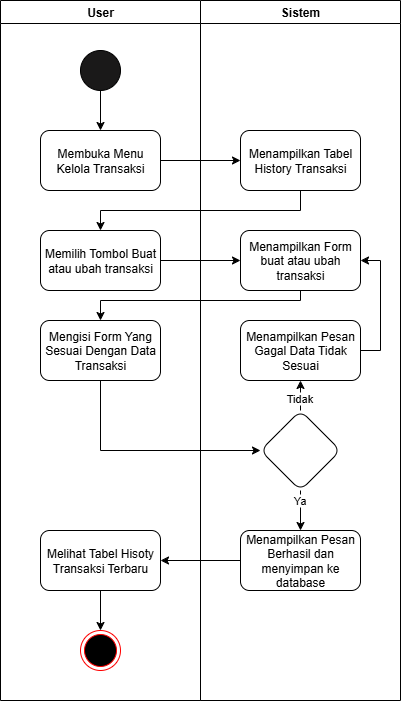 User
Sistem
Membuka Menu
Kelola Transaksi
Menampilkan Tabel
History Transaksi
Memilih Tombol Buat
atau ubah transaksi
Menampilkan Form
buat atau ubah
transaksi
Mengisi Form Yang
Sesuai Dengan Data
Transaksi
Menampilkan Pesan
Gagal Data Tidak
Sesuai
Tidak
Ya
Menampilkan Pesan
Berhasil dan
menyimpan ke
database
Melihat Tabel Hisoty
Transaksi Terbaru